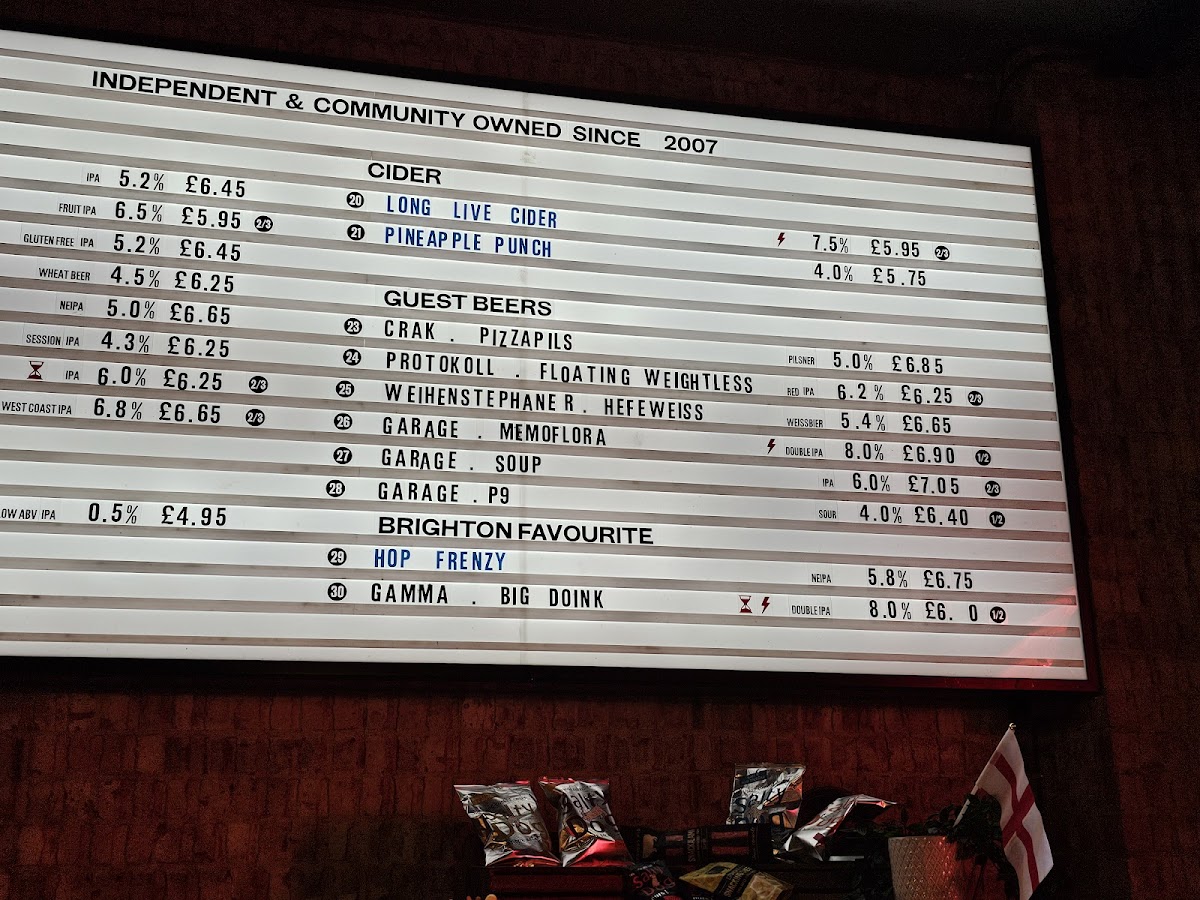 INDEPENDENT & COMMUNITY OWNED SINCE 2007
IPA 5.2% £6.45
FRUIT IPA 6.5% £5.95 2/3
GLUTEN FREE IPA 5.2% £6.45
WHEAT BEER 4.5% £6.25
NEIPA 5.0% £6.65
SESSION IPA 4.3% £6.25
IPA 6.0% £6.25 2/3
WEST COAST IPA 6.8% £6.65 2/3
OW ABV IPA 0.5% £4.95
CIDER
20 LONG LIVE CIDER 7.5% £5.95 2/3
21 PINEAPPLE PUNCH 4.0% £5.75
GUEST BEERS
23 CRAK . PIZZAPILS PILSNER 5.0% £6.85
24 PROTOKOLL . FLOATING WEIGHTLESS RED IPA 6.2% £6.25 2/3
25 WEIHENSTEPHANER . HEFEWEISS WEISSBIER 5.4% £6.65
26 GARAGE . MEMOFLORA DOUBLE IPA 8.0% £6.90 1/2
27 GARAGE . SOUP IPA 6.0% £7.05 2/3
28 GARAGE . P9 SOUR 4.0% £6.40 1/2
BRIGHTON FAVOURITE
29 HOP FRENZY NEIPA 5.8% £6.75
30 GAMMA . BIG DOINK DOUBLE IPA 8.0% £6. 0 1/2